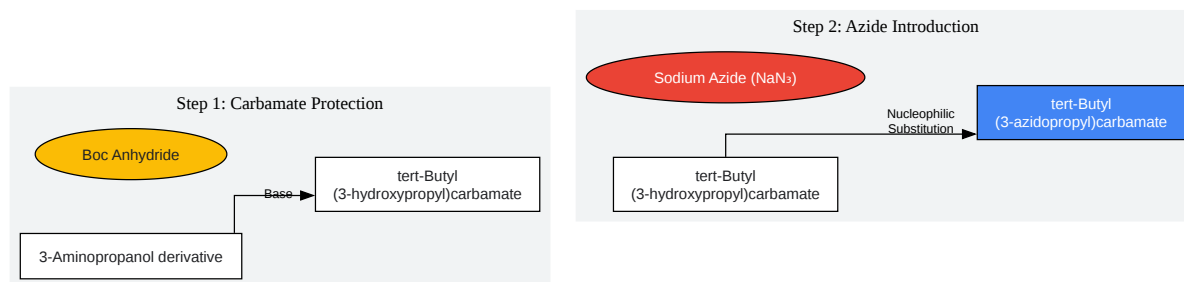 Step 1: Carbamate Protection
Boc Anhydride
tert-Butyl
(3-hydroxypropyl)carbamate
Base
3-Aminopropanol derivative
Step 2: Azide Introduction
Sodium Azide (NaN₃)
Nucleophilic
Substitution
tert-Butyl
(3-azidopropyl)carbamate
tert-Butyl
(3-hydroxypropyl)carbamate